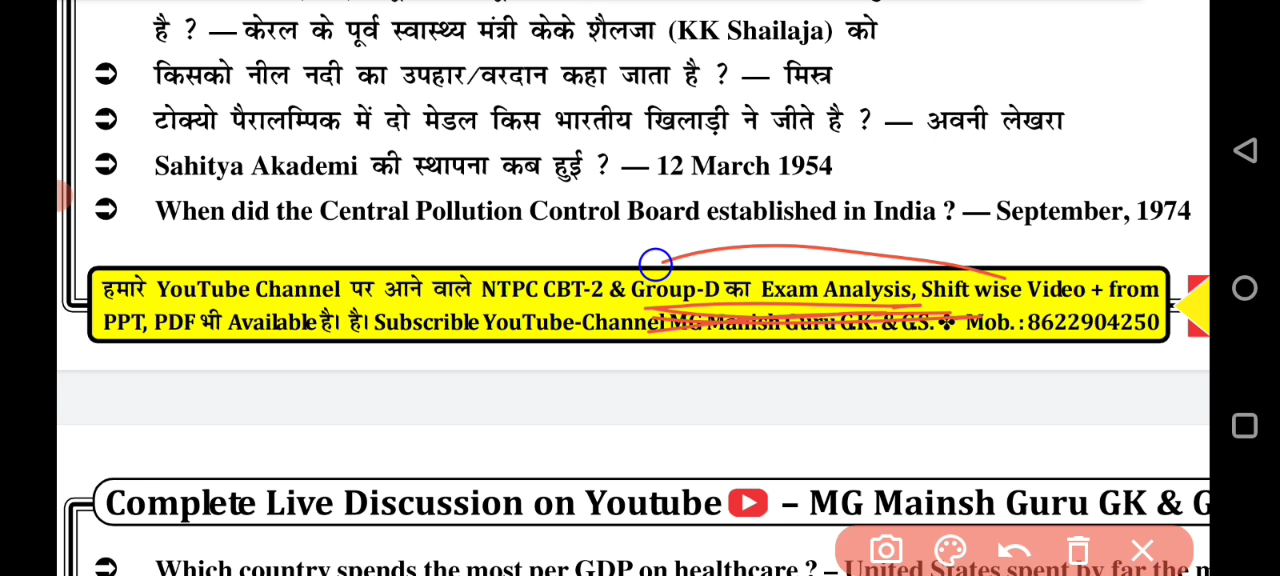 है ? — केरल के पूर्व स्वास्थ्य मंत्री केके शैलजा (KK Shailaja) को
➲ किसको नील नदी का उपहार/वरदान कहा जाता है ? — मिस्र
➲ टोक्यो पैरालम्पिक में दो मेडल किस भारतीय खिलाड़ी ने जीते है ? — अवनी लेखरा
➲ Sahitya Akademi की स्थापना कब हुई ? — 12 March 1954
➲ When did the Central Pollution Control Board established in India ? — September, 1974
हमारे YouTube Channel पर आने वाले NTPC CBT-2 & Group-D का Exam Analysis, Shift wise Video + from
PPT, PDF भी Available है। है। Subscrible YouTube-Channel MG Manish Guru G.K. & G.S. ❖ Mob. : 8622904250
Complete Live Discussion on Youtube – MG Mainsh Guru GK & G
➲ Which country spends the most per GDP on healthcare ? – United States spent by far the m